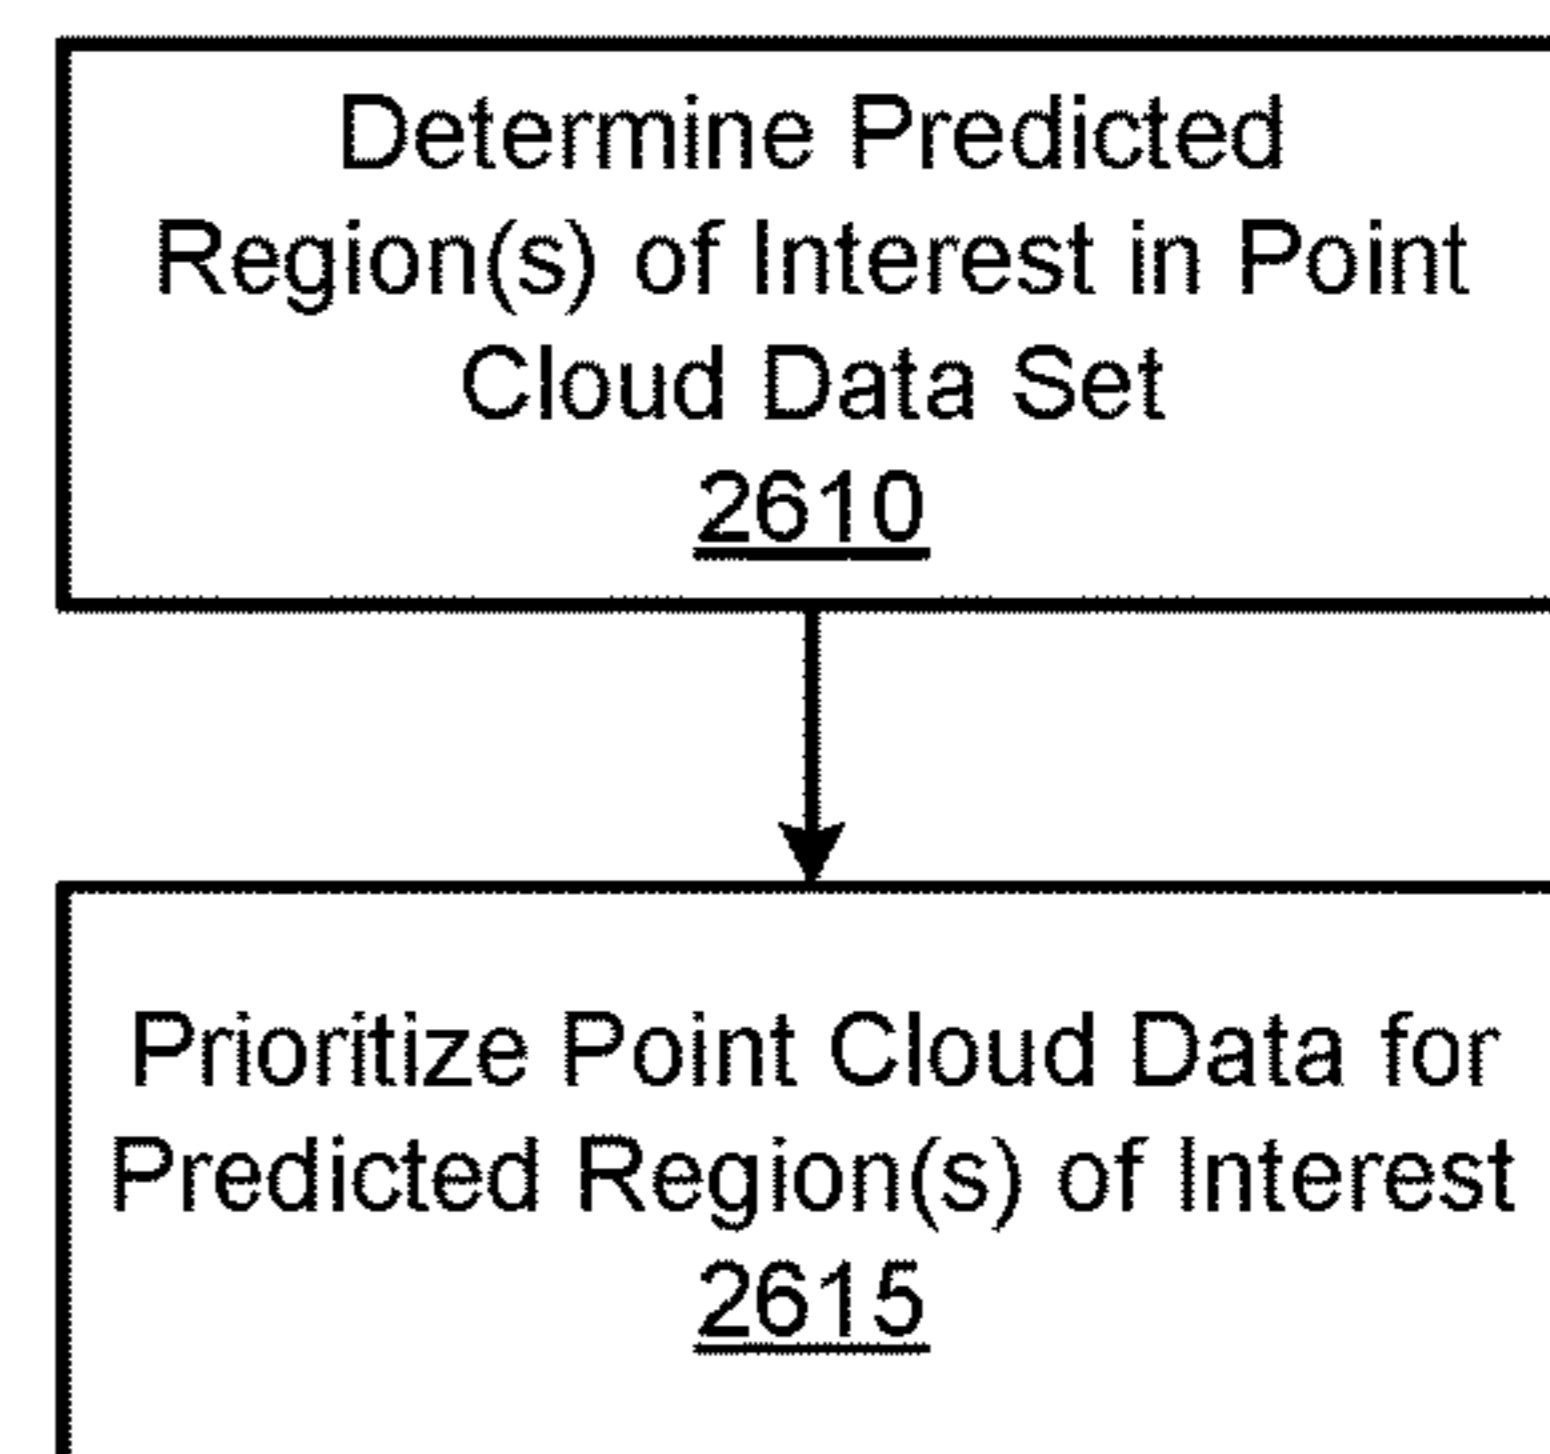 Determine Predicted
Region(s) of Interest in Point
Cloud Data Set
2610
Prioritize Point Cloud Data for
Predicted Region(s) of Interest
2615